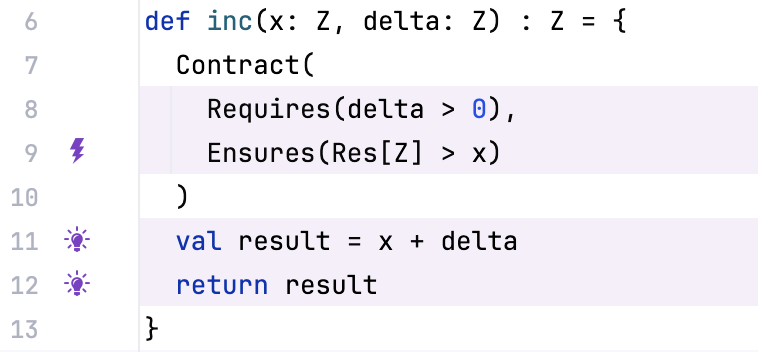 6 def inc(x: Z, delta: Z) : Z = {
7   Contract(
8     Requires(delta > 0),
9     Ensures(Res[Z] > x)
10   )
11   val result = x + delta
12   return result
13 }